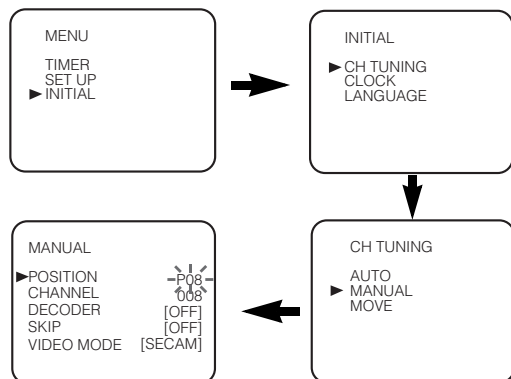 MENU
TIMER
SET UP
INITIAL
INITIAL
CH TUNING
CLOCK
LANGUAGE
CH TUNING
AUTO
MANUAL
MOVE
MANUAL
POSITION P08
CHANNEL 008
DECODER [OFF]
SKIP [OFF]
VIDEO MODE [SECAM]